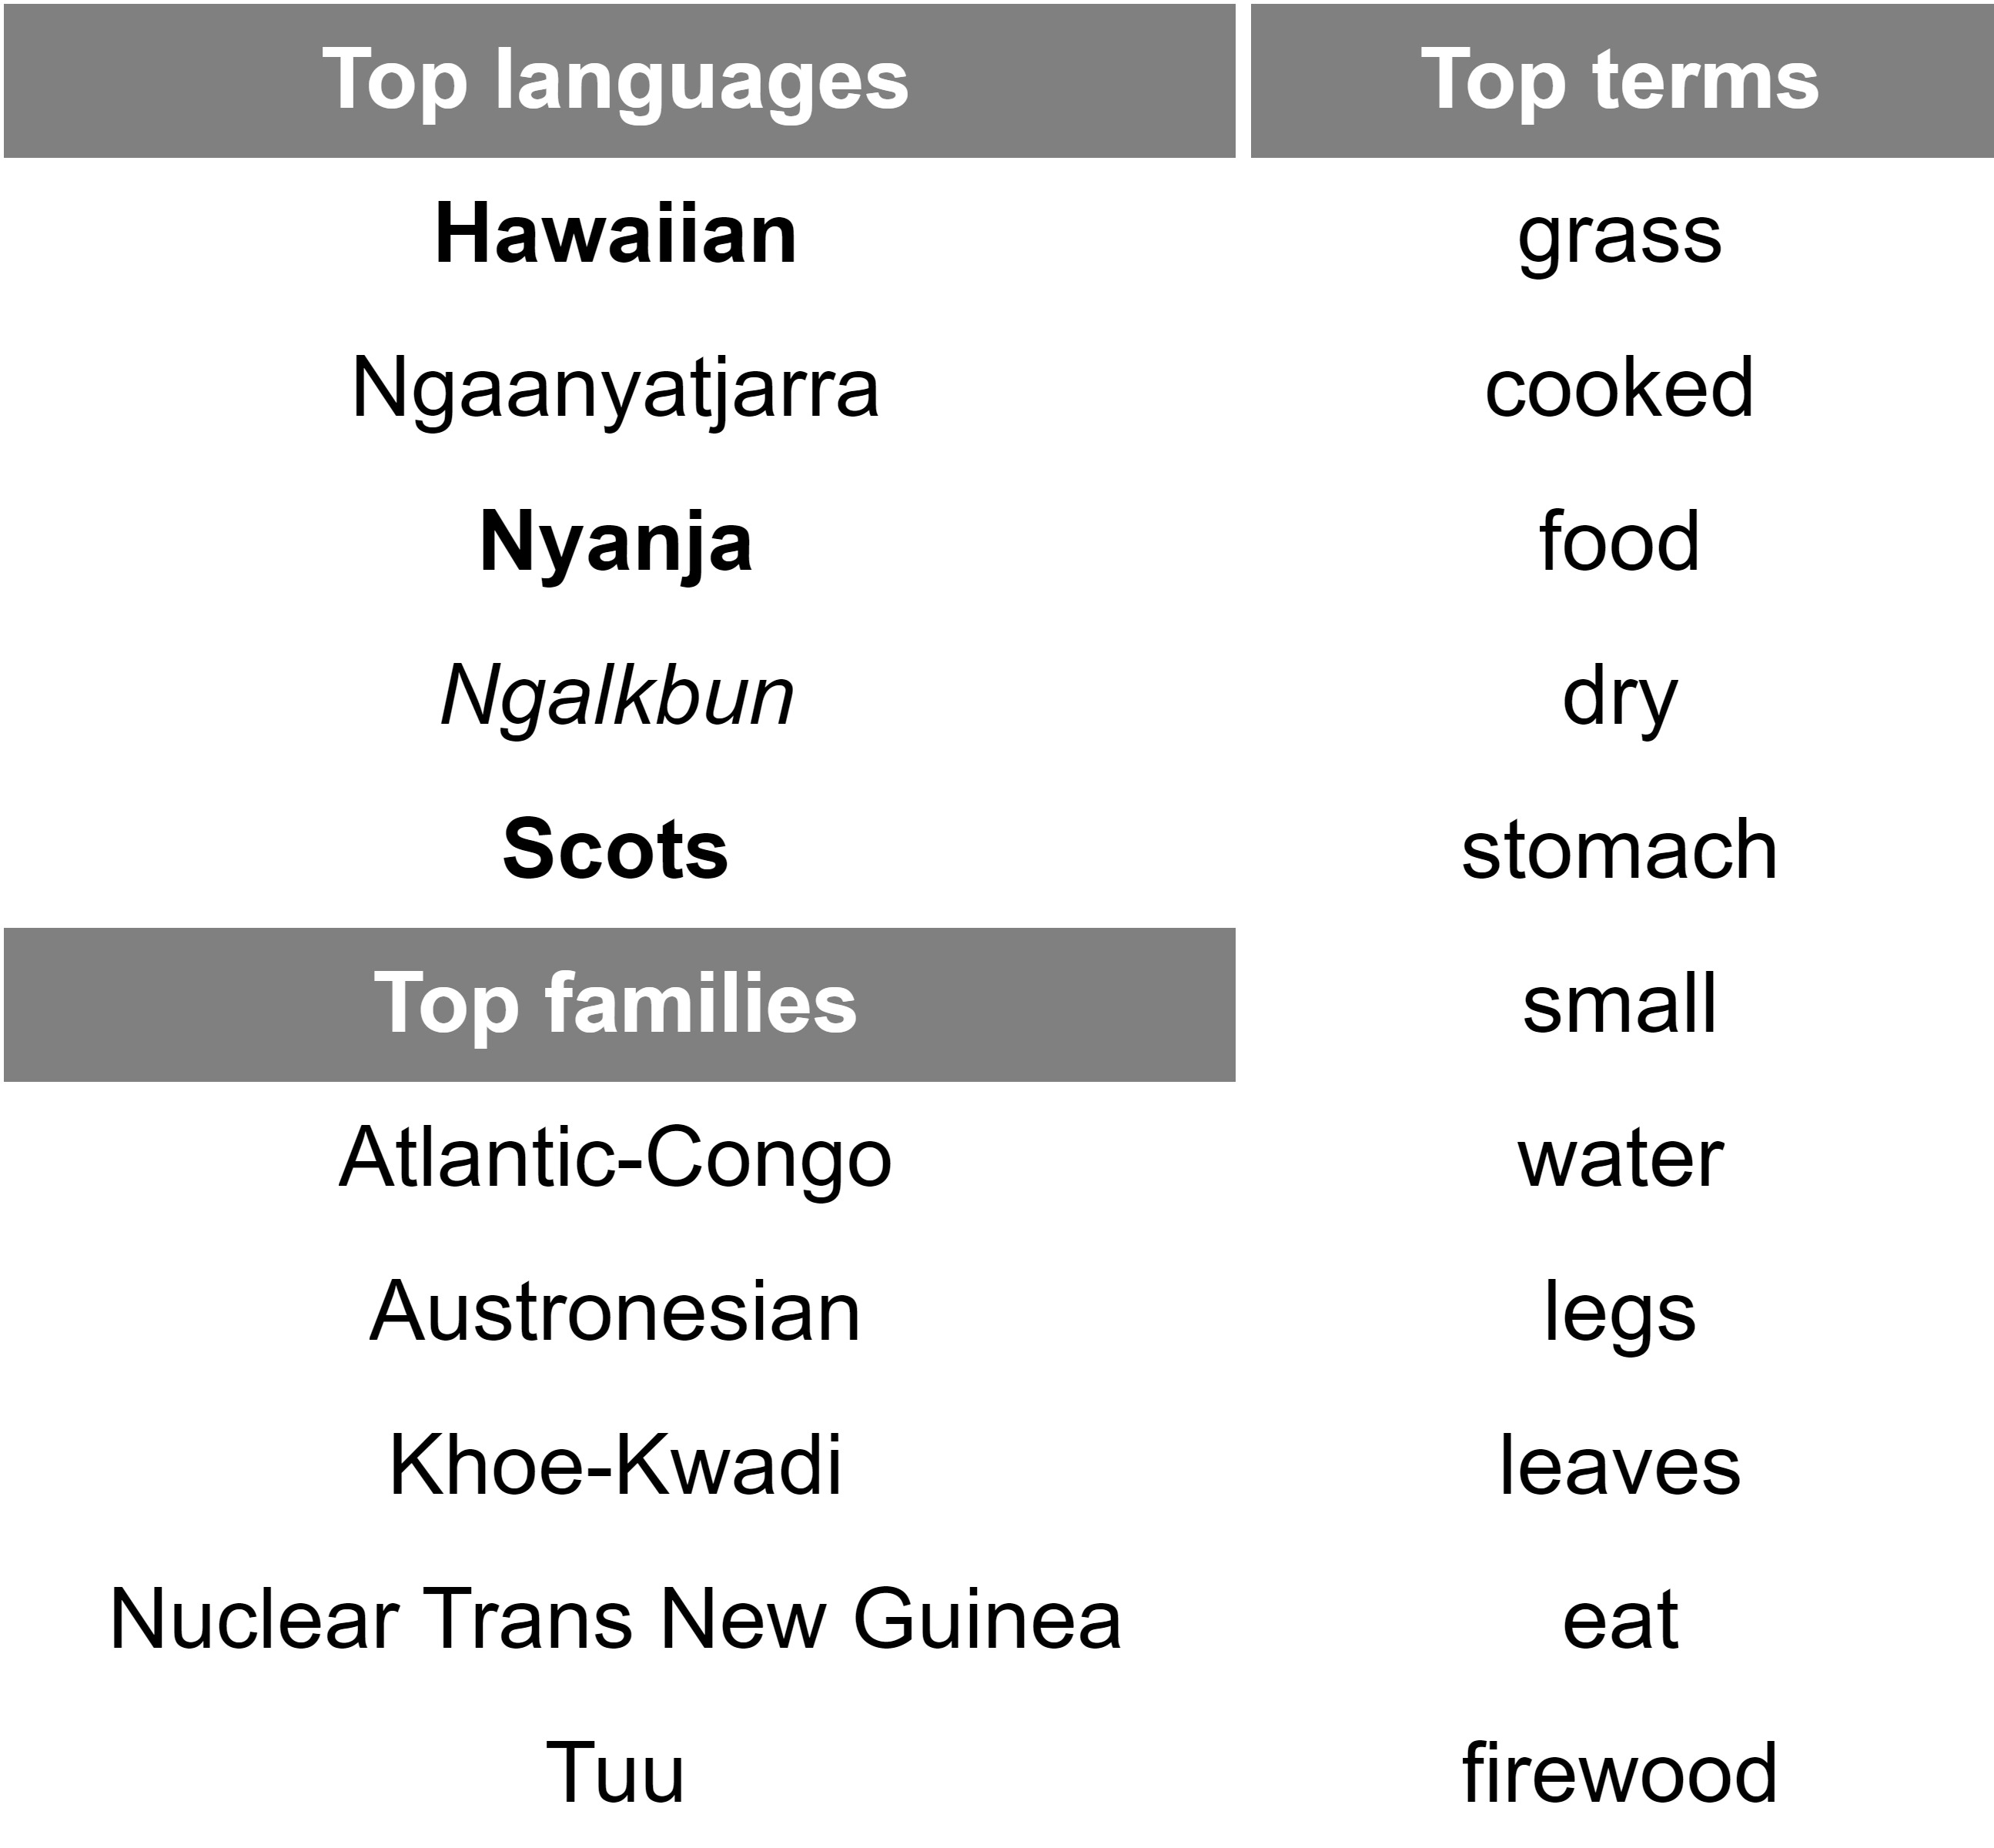 Top languages Top terms
Hawaiian grass
Ngaanyatjarra cooked
Nyanja food
Ngalkbun dry
Scots stomach
Top families small
Atlantic-Congo water
Austronesian legs
Khoe-Kwadi leaves
Nuclear Trans New Guinea eat
Tuu firewood